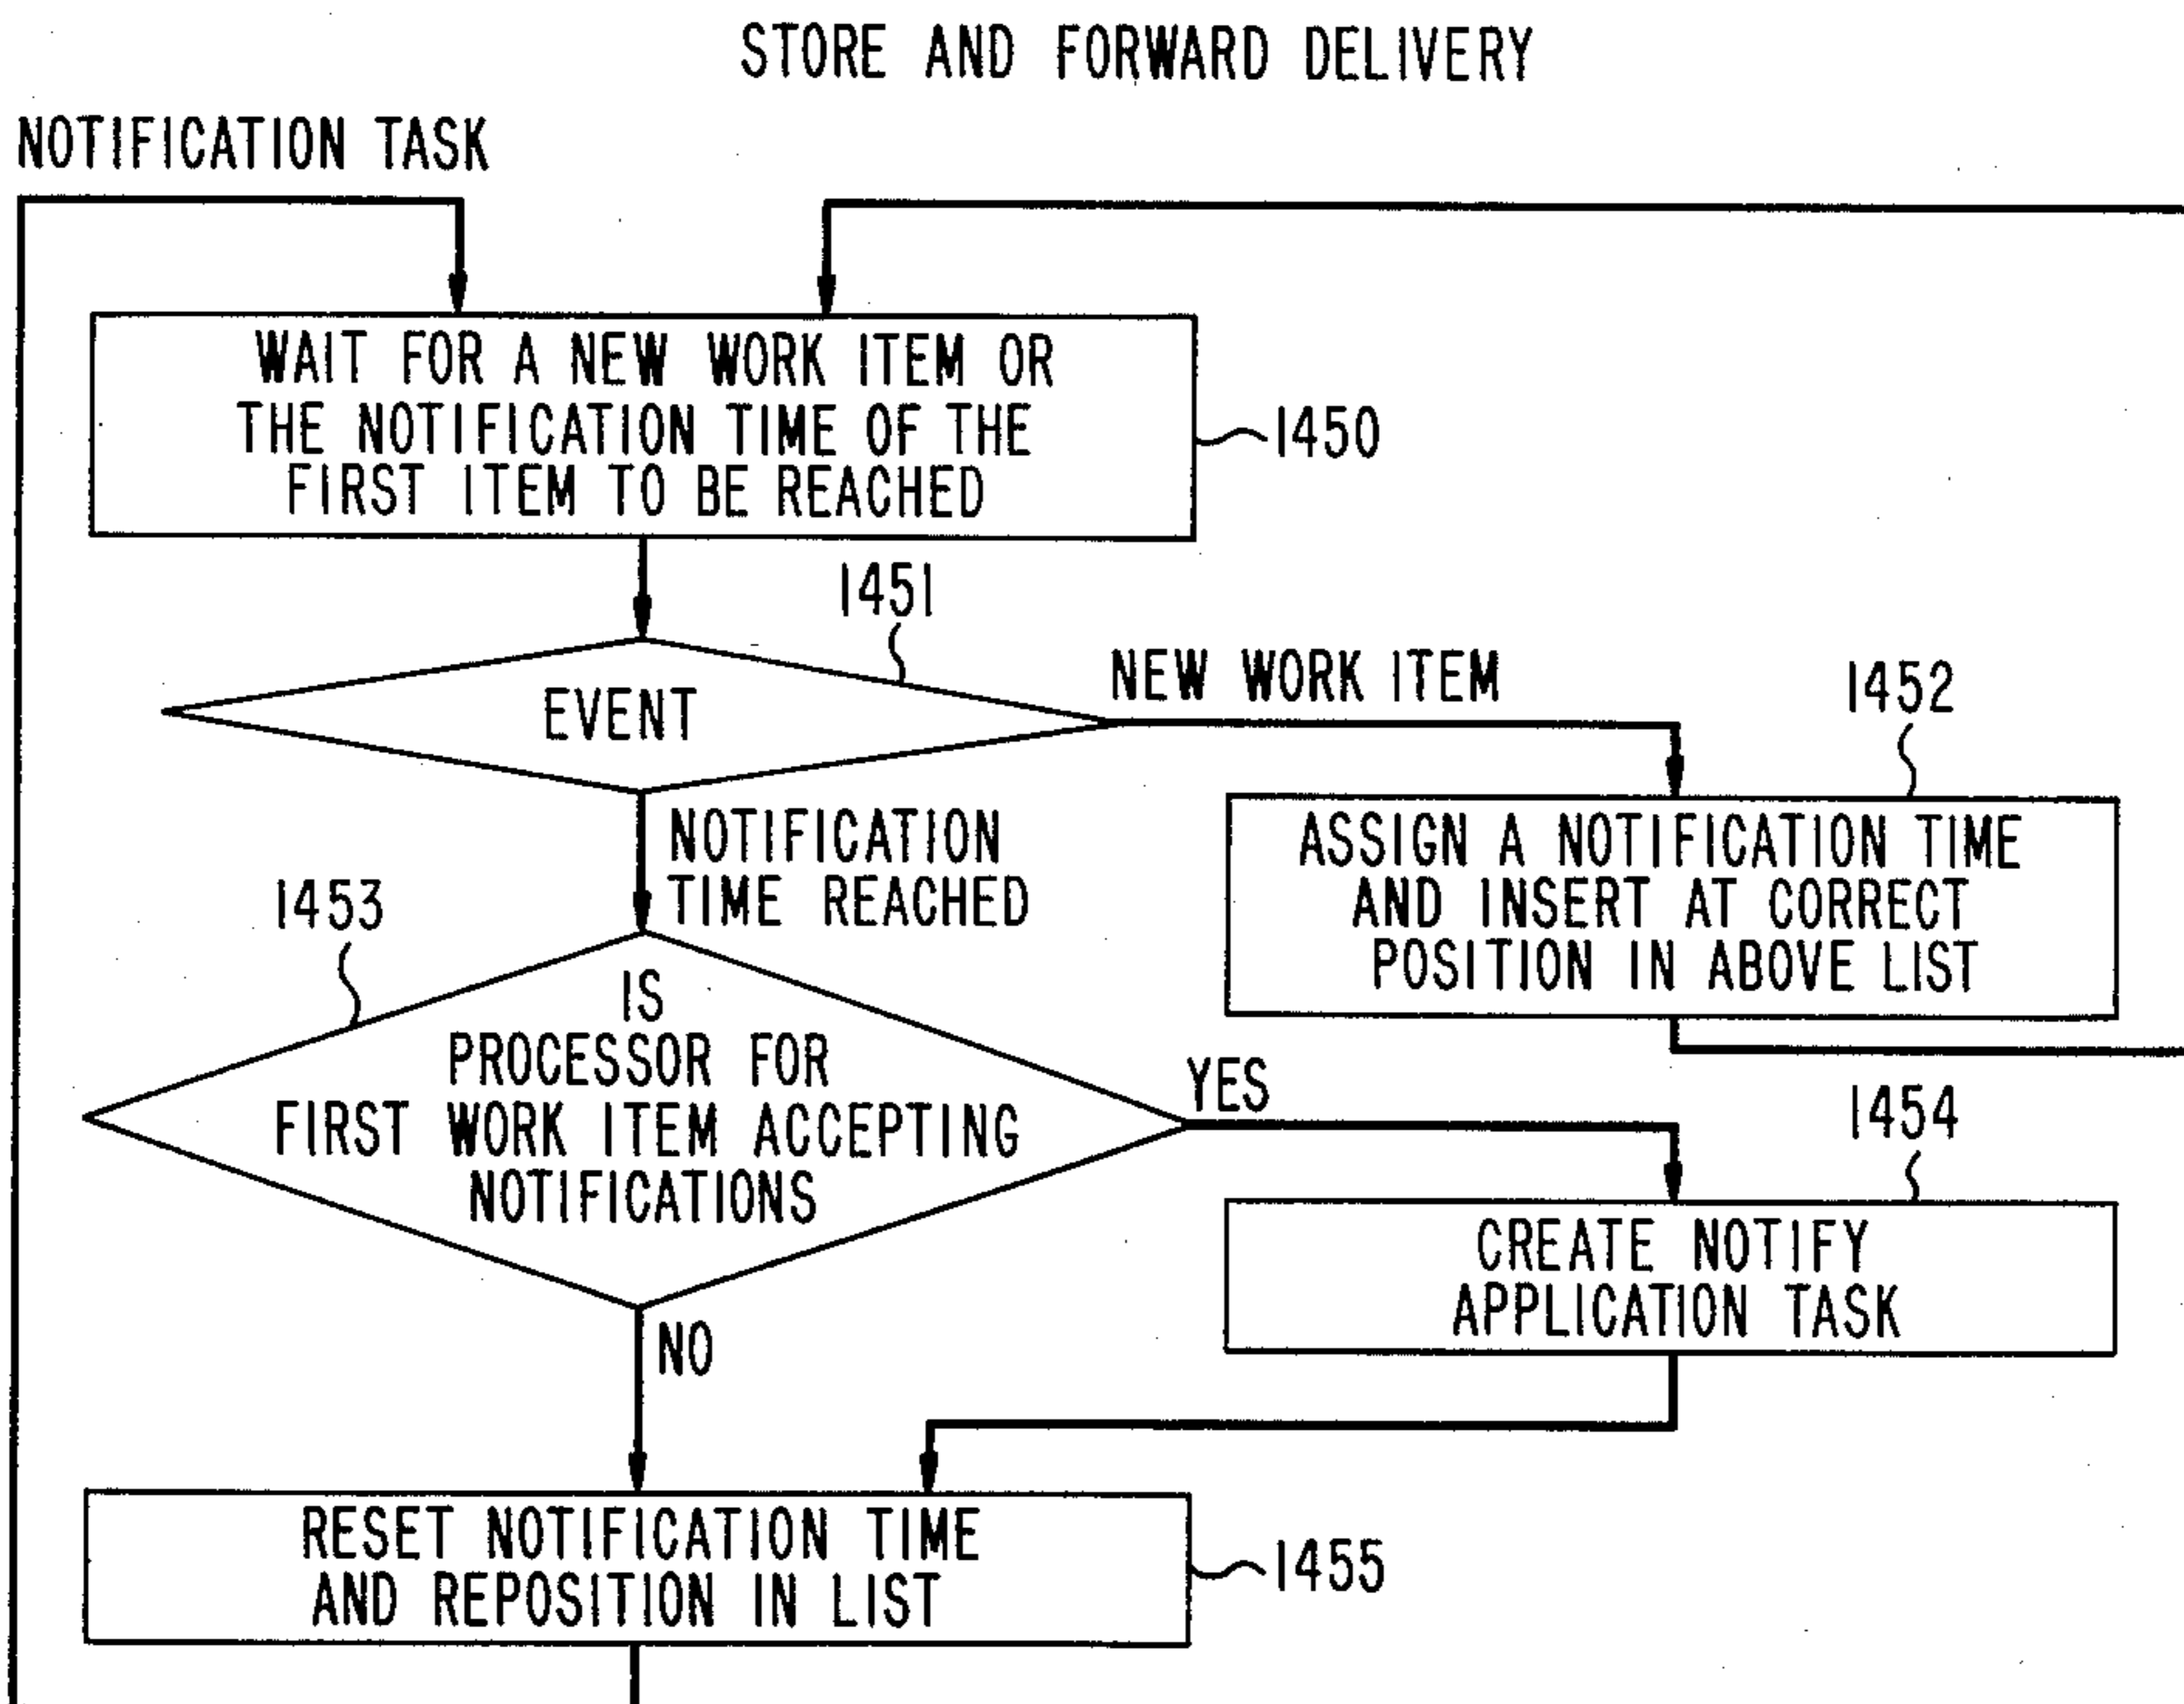 STORE AND FORWARD DELIVERY
NOTIFICATION TASK
WAIT FOR A NEW WORK ITEM OR
THE NOTIFICATION TIME OF THE
FIRST ITEM TO BE REACHED
1450
1451
EVENT
NEW WORK ITEM
1452
ASSIGN A NOTIFICATION TIME
AND INSERT AT CORRECT
POSITION IN ABOVE LIST
NOTIFICATION
TIME REACHED
1453
IS
PROCESSOR FOR
FIRST WORK ITEM ACCEPTING
NOTIFICATIONS
YES
1454
CREATE NOTIFY
APPLICATION TASK
NO
RESET NOTIFICATION TIME
AND REPOSITION IN LIST
1455